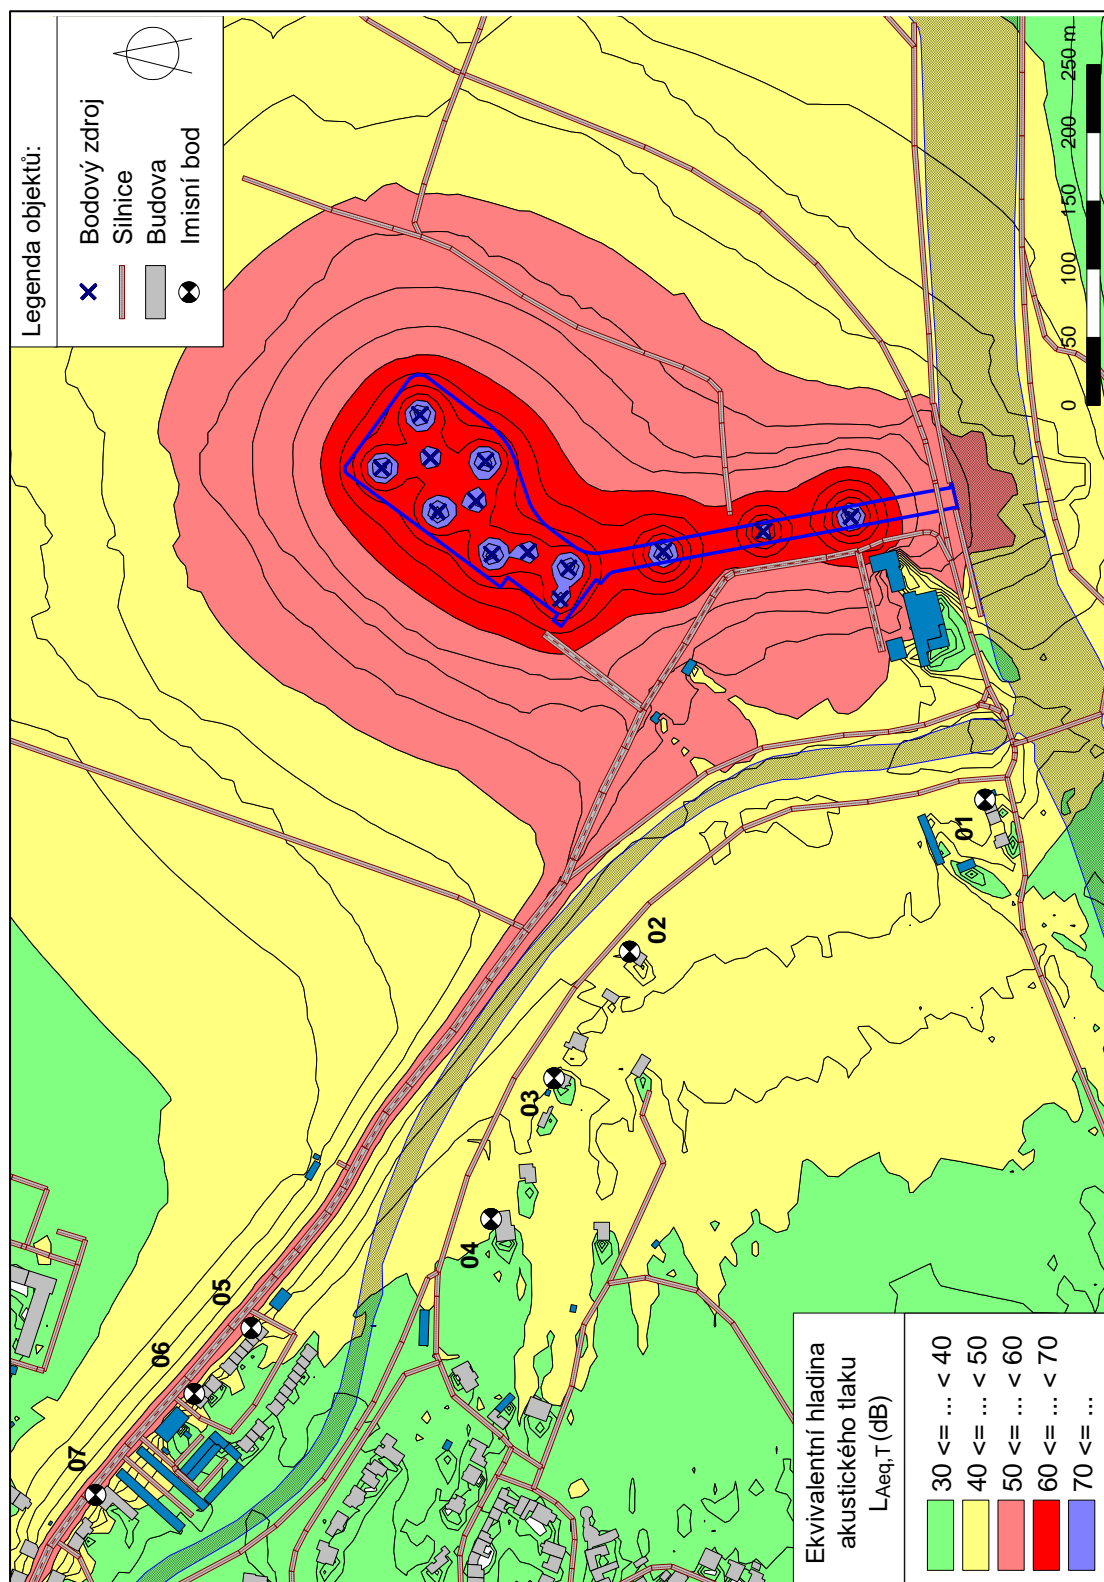 Legenda objektů:
Bodový zdroj
Silnice
Budova
Imisní bod
0
50
100
150
200
250 m
07
06
05
04
03
02
01
Ekvivalentní hladina
akustického tlaku
LAeq,T (dB)
30 <= ... < 40
40 <= ... < 50
50 <= ... < 60
60 <= ... < 70
70 <= ...